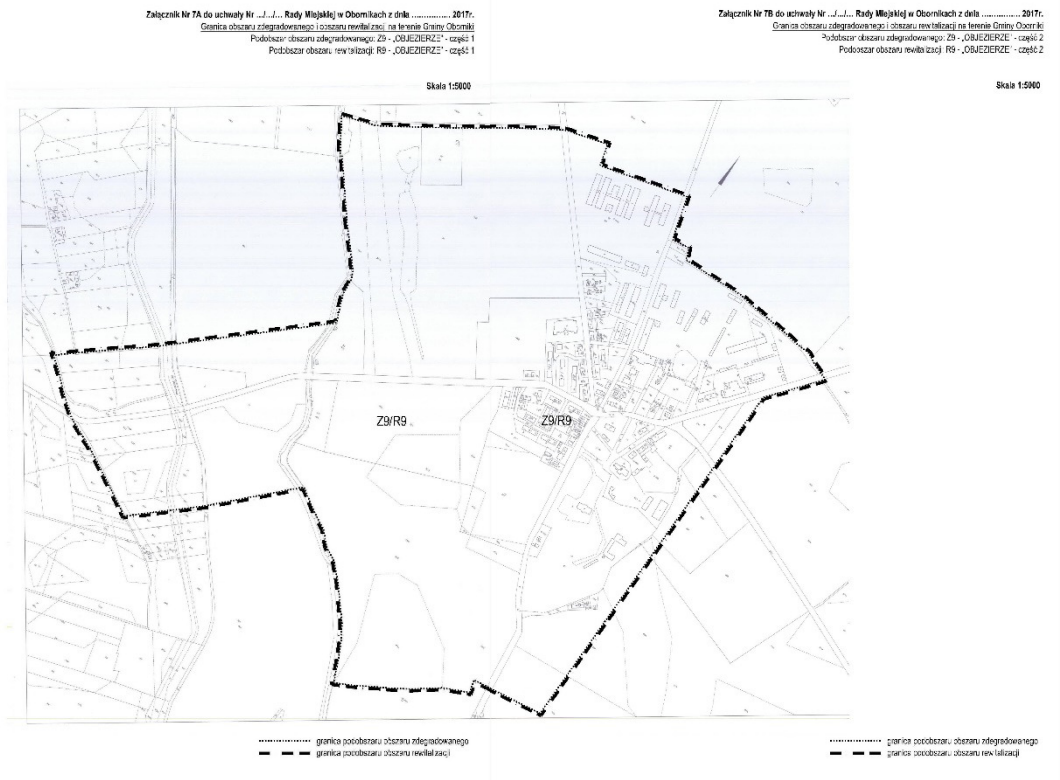 Załącznik Nr 7A do uchwały Nr .../.../... Rady Miejskiej w Obornikach z dnia ................ 2017r.
Granica obszaru zdegradowanego i obszaru rewitalizacji na terenie Gminy Oborniki
Podobszar obszaru zdegradowanego: Z9 - „OBJEZIERZE" - część 1
Podobszar obszaru rewitalizacji: R9 - „OBJEZIERZE" - część 1
Skala 1:5000
Załącznik Nr 7B do uchwały Nr .../.../... Rady Miejskiej w Obornikach z dnia ................ 2017r.
Granica obszaru zdegradowanego i obszaru rewitalizacji na terenie Gminy Oborniki
Podobszar obszaru zdegradowanego: Z9 - „OBJEZIERZE" - część 2
Podobszar obszaru rewitalizacji: R9 - „OBJEZIERZE" - część 2
Skala 1:5000
Z9/R9
Z9/R9
granica podobszaru obszaru zdegradowanego
granica podobszaru obszaru rewitalizacji
granica podobszaru obszaru zdegradowanego
granica podobszaru obszaru rewitalizacji